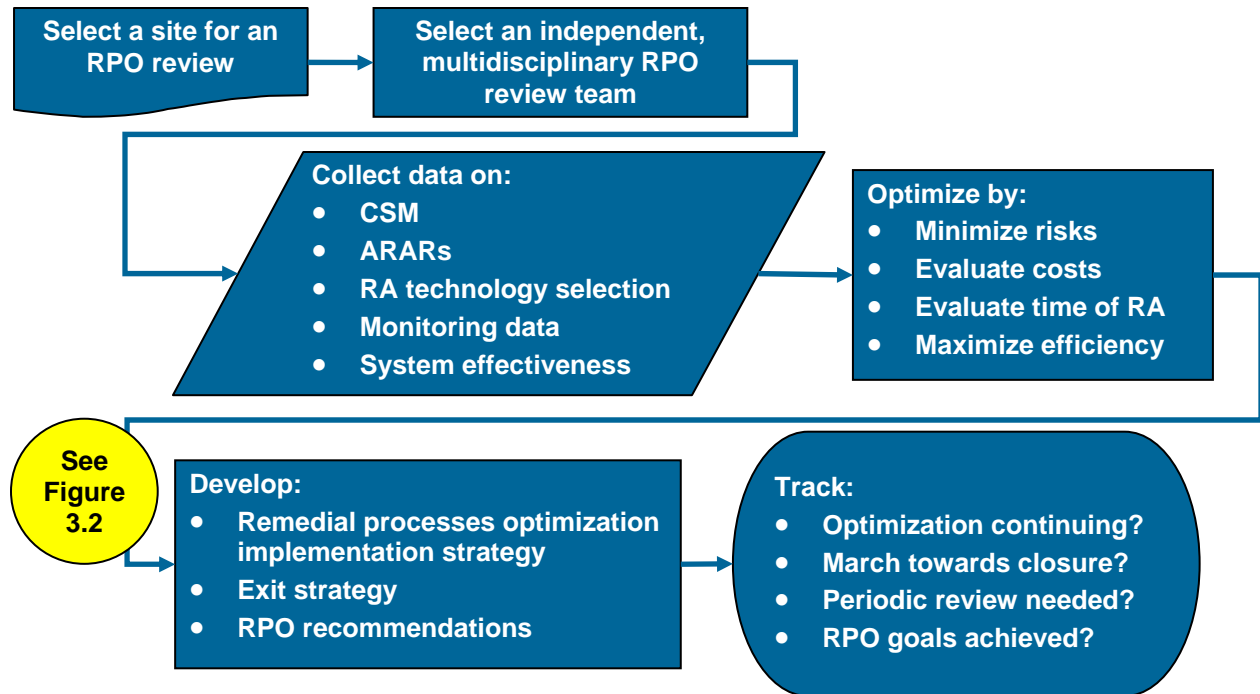 Select a site for an
RPO review
Select an independent,
multidisciplinary RPO
review team
Collect data on:
• CSM
• ARARs
• RA technology selection
• Monitoring data
• System effectiveness
Optimize by:
• Minimize risks
• Evaluate costs
• Evaluate time of RA
• Maximize efficiency
See
Figure
3.2
Develop:
• Remedial processes optimization
implementation strategy
• Exit strategy
• RPO recommendations
Track:
• Optimization continuing?
• March towards closure?
• Periodic review needed?
• RPO goals achieved?